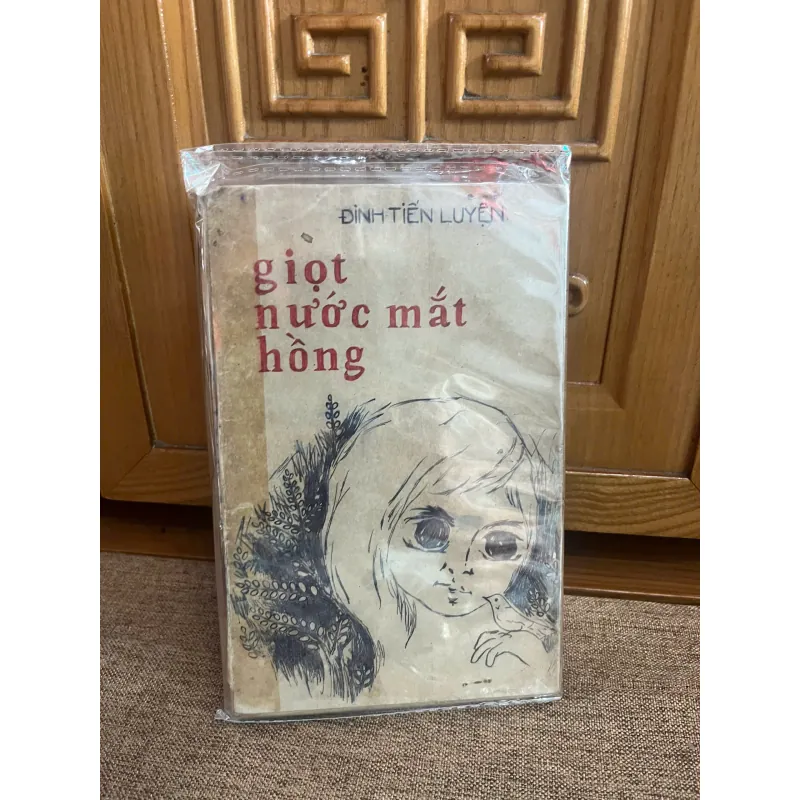 ĐINH TIẾN LUYỆN
giọt
nước mắt
hồng